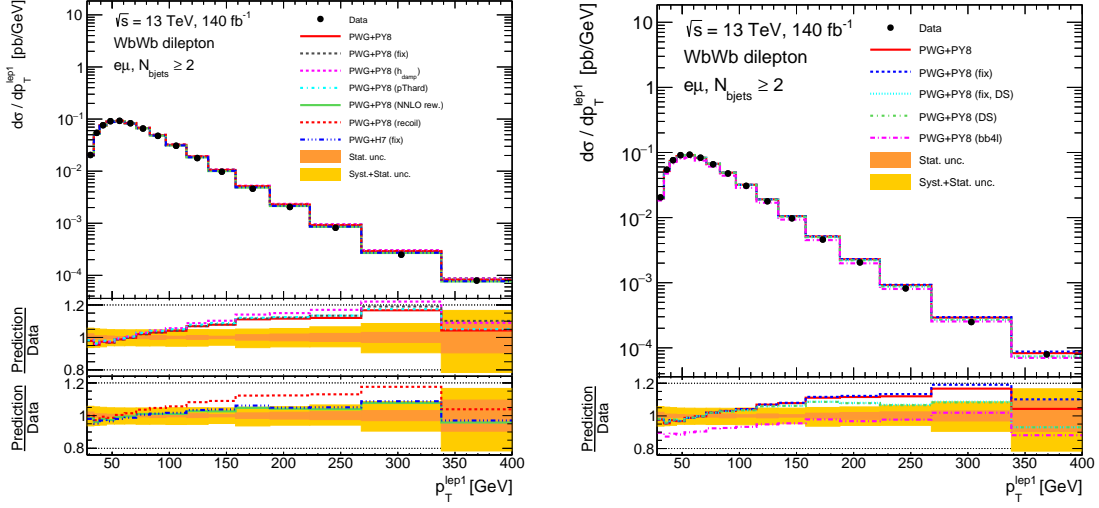 √s = 13 TeV, 140 fb⁻¹
WbWb dilepton
eμ, N_bjets ≥ 2
Data
PWG+PY8
PWG+PY8 (fix)
PWG+PY8 (h_damp)
PWG+PY8 (pThard)
PWG+PY8 (NNLO rew.)
PWG+PY8 (recoil)
PWG+H7 (fix)
Stat. unc.
Syst.+Stat. unc.
dσ / dp_T^lep1 [pb/GeV]
1
10⁻¹
10⁻²
10⁻³
10⁻⁴
Prediction
Data
1.2
1
0.8
Prediction
Data
1.2
1
0.8
50 100 150 200 250 300 350 400
p_T^lep1 [GeV]
√s = 13 TeV, 140 fb⁻¹
WbWb dilepton
eμ, N_bjets ≥ 2
Data
PWG+PY8
PWG+PY8 (fix)
PWG+PY8 (fix, DS)
PWG+PY8 (DS)
PWG+PY8 (bb4l)
Stat. unc.
Syst.+Stat. unc.
dσ / dp_T^lep1 [pb/GeV]
10
1
10⁻¹
10⁻²
10⁻³
10⁻⁴
Prediction
Data
1.2
1
0.8
50 100 150 200 250 300 350 400
p_T^lep1 [GeV]